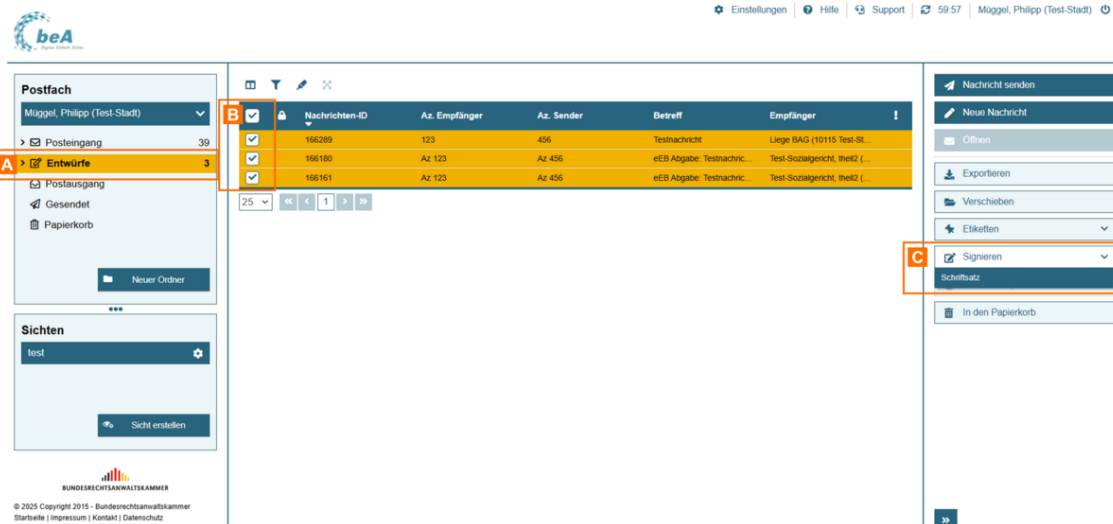 Einstellungen Hilfe Support 59:57 Müggel, Philipp (Test-Stadt)
beA
Digital. Einfach. Sicher.
Postfach
Müggel, Philipp (Test-Stadt)
Posteingang 39
A
Entwürfe 3
Postausgang
Gesendet
Papierkorb
Neuer Ordner
Sichten
test
Sicht erstellen
BUNDESRECHTSANWALTSKAMMER
© 2025 Copyright 2015 - Bundesrechtsanwaltskammer
Startseite | Impressum | Kontakt | Datenschutz
B
Nachrichten-ID Az. Empfänger Az. Sender Betreff Empfänger !
166289 123 456 Testnachricht Liege BAG (10115 Test-St...
166180 Az 123 Az 456 eEB Abgabe: Testnachric... Test-Sozialgericht, theil2 (...
166161 Az 123 Az 456 eEB Abgabe: Testnachric... Test-Sozialgericht, theil2 (...
25 « < 1 > »
Nachricht senden
Neue Nachricht
Öffnen
Exportieren
Verschieben
Etiketten
C
Signieren
Schriftsatz
In den Papierkorb
»